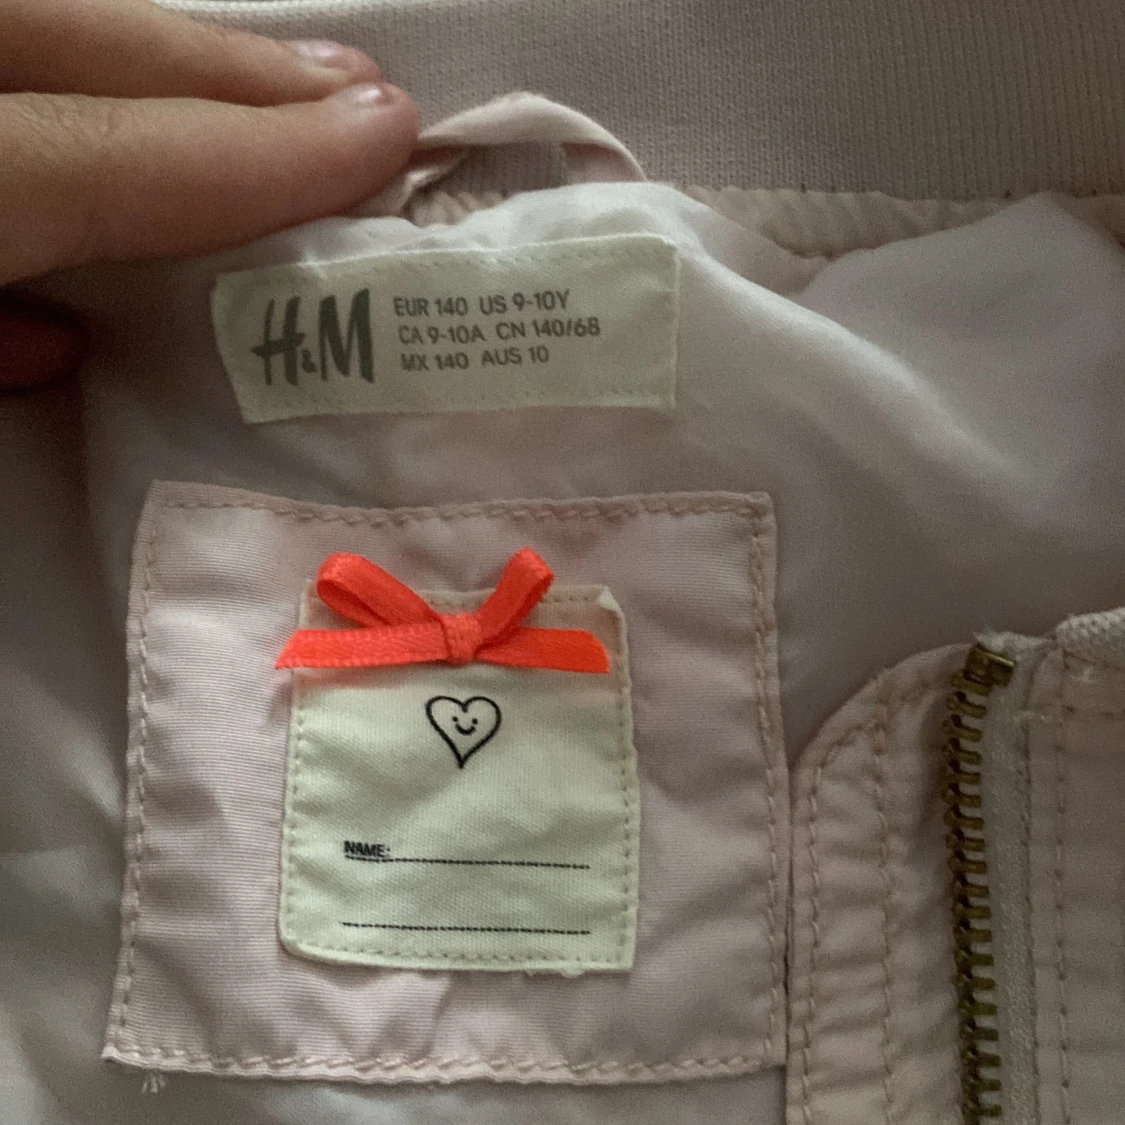 H&M
EUR 140 US 9-10Y
CA 9-10A CN 140/68
MX 140 AUS 10
NAME: